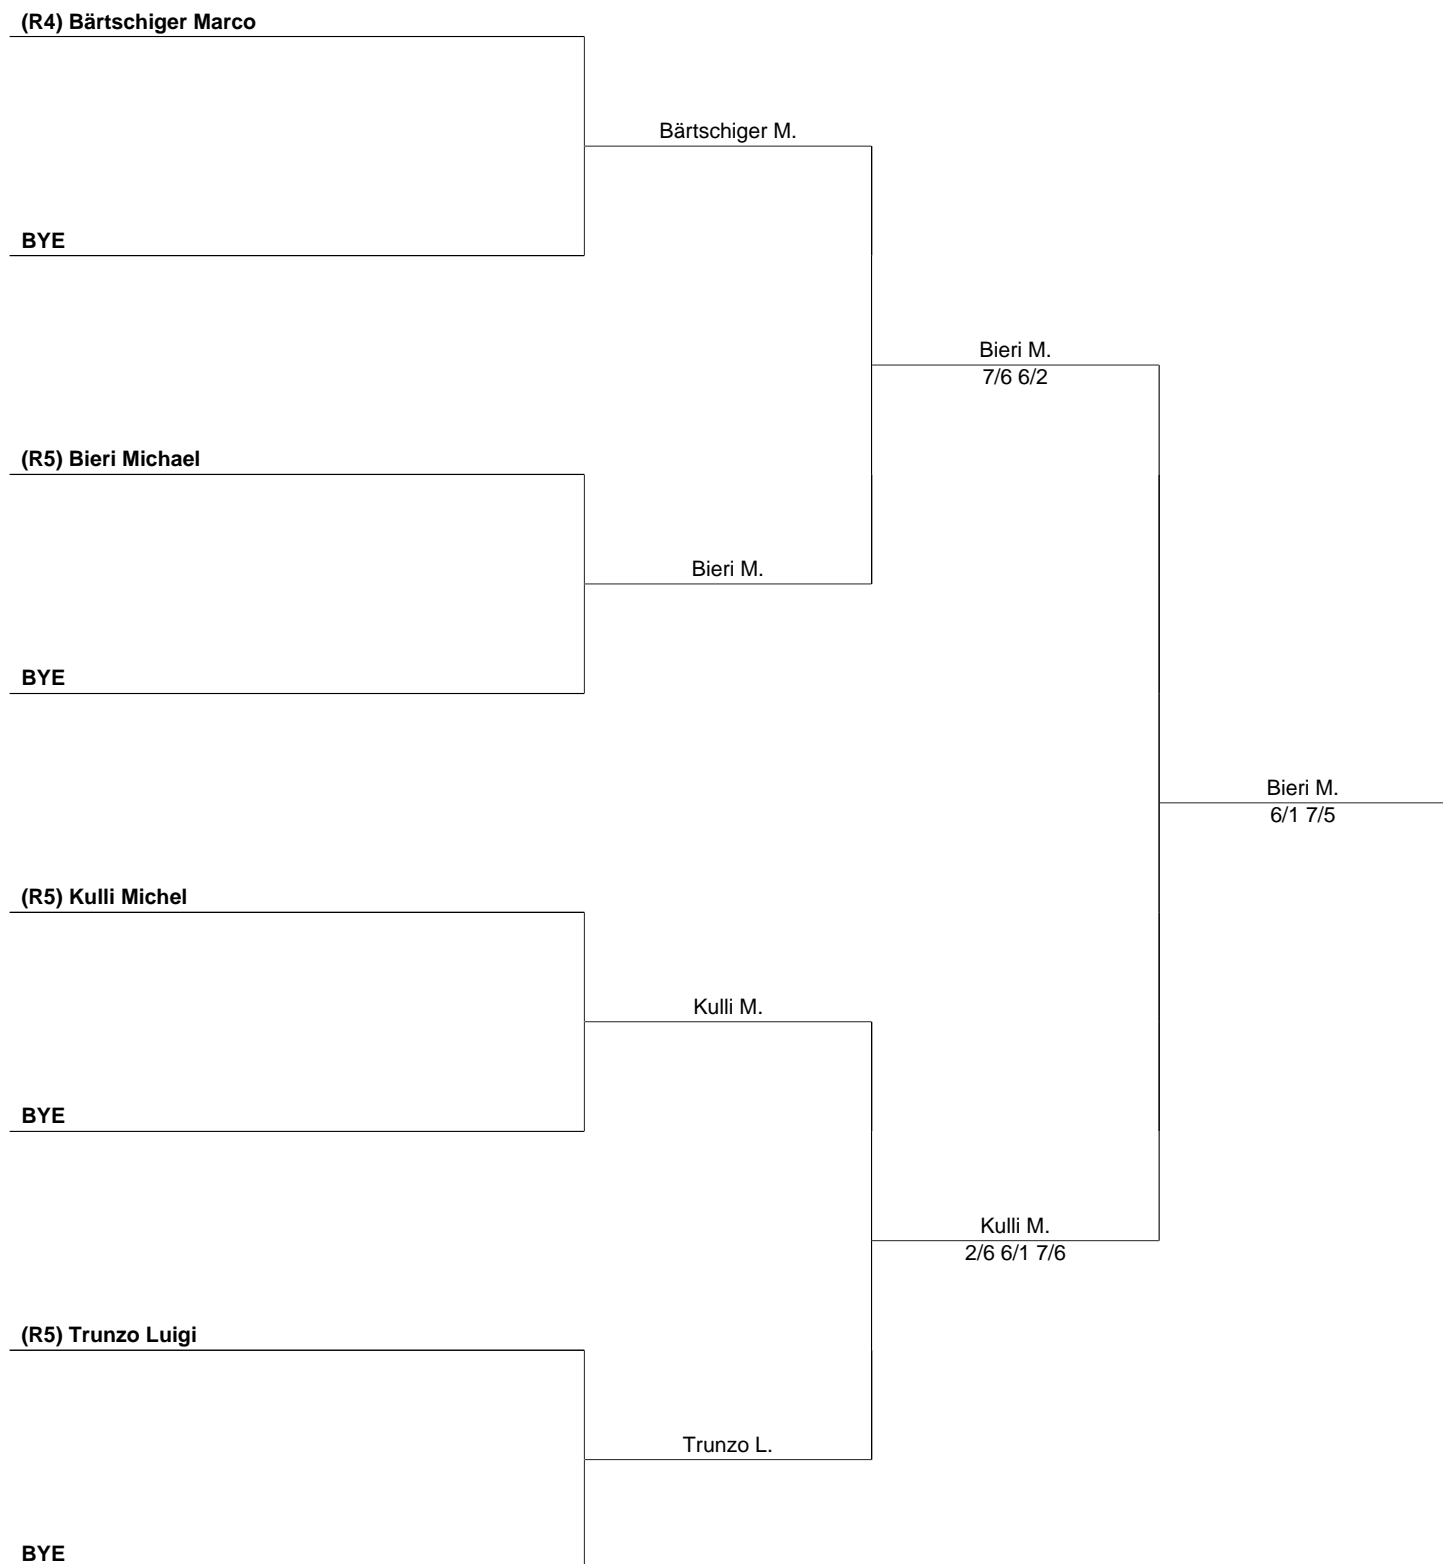 (R4) Bärtschiger Marco
Bärtschiger M.
BYE
Bieri M.
7/6 6/2
(R5) Bieri Michael
Bieri M.
BYE
Bieri M.
6/1 7/5
(R5) Kulli Michel
Kulli M.
BYE
Kulli M.
2/6 6/1 7/6
(R5) Trunzo Luigi
Trunzo L.
BYE